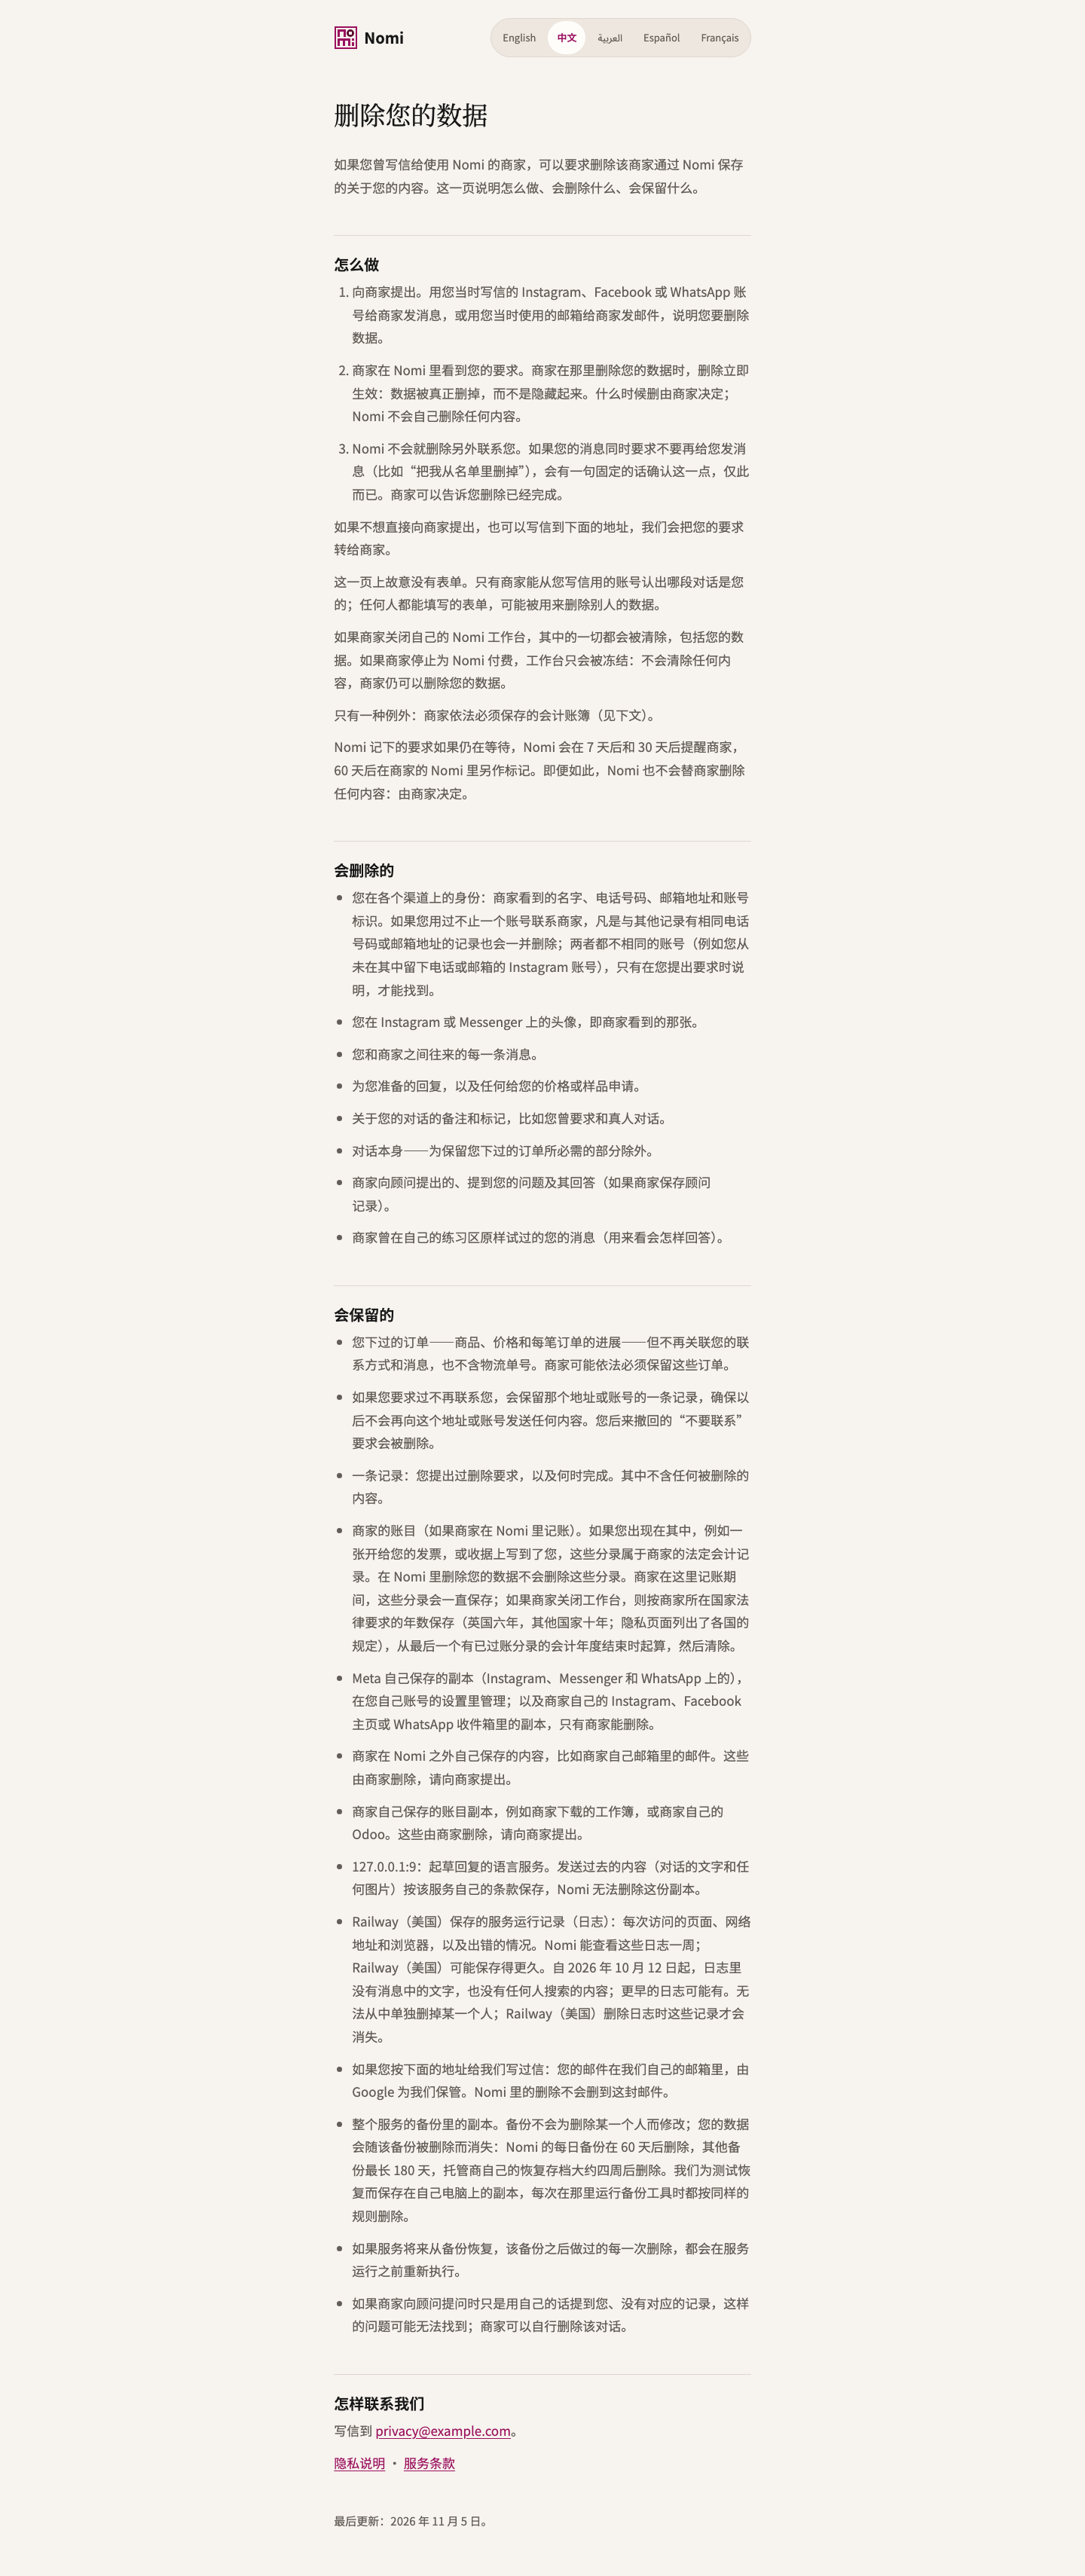 Nomi
English 中文 العربية Español Français
删除您的数据
如果您曾写信给使用 Nomi 的商家，可以要求删除该商家通过 Nomi 保存
的关于您的内容。这一页说明怎么做、会删除什么、会保留什么。
怎么做
1. 向商家提出。用您当时写信的 Instagram、Facebook 或 WhatsApp 账
号给商家发消息，或用您当时使用的邮箱给商家发邮件，说明您要删除
数据。
2. 商家在 Nomi 里看到您的要求。商家在那里删除您的数据时，删除立即
生效：数据被真正删掉，而不是隐藏起来。什么时候删由商家决定；
Nomi 不会自己删除任何内容。
3. Nomi 不会就删除另外联系您。如果您的消息同时要求不要再给您发消
息（比如“把我从名单里删掉”），会有一句固定的话确认这一点，仅此
而已。商家可以告诉您删除已经完成。
如果不想直接向商家提出，也可以写信到下面的地址，我们会把您的要求
转给商家。
这一页上故意没有表单。只有商家能从您写信用的账号认出哪段对话是您
的；任何人都能填写的表单，可能被用来删除别人的数据。
如果商家关闭自己的 Nomi 工作台，其中的一切都会被清除，包括您的数
据。如果商家停止为 Nomi 付费，工作台只会被冻结：不会清除任何内
容，商家仍可以删除您的数据。
只有一种例外：商家依法必须保存的会计账簿（见下文）。
Nomi 记下的要求如果仍在等待，Nomi 会在 7 天后和 30 天后提醒商家，
60 天后在商家的 Nomi 里另作标记。即便如此，Nomi 也不会替商家删除
任何内容：由商家决定。
会删除的
• 您在各个渠道上的身份：商家看到的名字、电话号码、邮箱地址和账号
标识。如果您用过不止一个账号联系商家，凡是与其他记录有相同电话
号码或邮箱地址的记录也会一并删除；两者都不相同的账号（例如您从
未在其中留下电话或邮箱的 Instagram 账号），只有在您提出要求时说
明，才能找到。
• 您在 Instagram 或 Messenger 上的头像，即商家看到的那张。
• 您和商家之间往来的每一条消息。
• 为您准备的回复，以及任何给您的价格或样品申请。
• 关于您的对话的备注和标记，比如您曾要求和真人对话。
• 对话本身——为保留您下过的订单所必需的部分除外。
• 商家向顾问提出的、提到您的问题及其回答（如果商家保存顾问
记录）。
• 商家曾在自己的练习区原样试过的您的消息（用来看会怎样回答）。
会保留的
• 您下过的订单——商品、价格和每笔订单的进展——但不再关联您的联
系方式和消息，也不含物流单号。商家可能依法必须保留这些订单。
• 如果您要求过不再联系您，会保留那个地址或账号的一条记录，确保以
后不会再向这个地址或账号发送任何内容。您后来撤回的“不要联系”
要求会被删除。
• 一条记录：您提出过删除要求，以及何时完成。其中不含任何被删除的
内容。
• 商家的账目（如果商家在 Nomi 里记账）。如果您出现在其中，例如一
张开给您的发票，或收据上写到了您，这些分录属于商家的法定会计记
录。在 Nomi 里删除您的数据不会删除这些分录。商家在这里记账期
间，这些分录会一直保存；如果商家关闭工作台，则按商家所在国家法
律要求的年数保存（英国六年，其他国家十年；隐私页面列出了各国的
规定），从最后一个有已过账分录的会计年度结束时起算，然后清除。
• Meta 自己保存的副本（Instagram、Messenger 和 WhatsApp 上的），
在您自己账号的设置里管理；以及商家自己的 Instagram、Facebook
主页或 WhatsApp 收件箱里的副本，只有商家能删除。
• 商家在 Nomi 之外自己保存的内容，比如商家自己邮箱里的邮件。这些
由商家删除，请向商家提出。
• 商家自己保存的账目副本，例如商家下载的工作簿，或商家自己的
Odoo。这些由商家删除，请向商家提出。
• 127.0.0.1:9：起草回复的语言服务。发送过去的内容（对话的文字和任
何图片）按该服务自己的条款保存，Nomi 无法删除这份副本。
• Railway（美国）保存的服务运行记录（日志）：每次访问的页面、网络
地址和浏览器，以及出错的情况。Nomi 能查看这些日志一周；
Railway（美国）可能保存得更久。自 2026 年 10 月 12 日起，日志里
没有消息中的文字，也没有任何人搜索的内容；更早的日志可能有。无
法从中单独删掉某一个人；Railway（美国）删除日志时这些记录才会
消失。
• 如果您按下面的地址给我们写过信：您的邮件在我们自己的邮箱里，由
Google 为我们保管。Nomi 里的删除不会删到这封邮件。
• 整个服务的备份里的副本。备份不会为删除某一个人而修改；您的数据
会随该备份被删除而消失：Nomi 的每日备份在 60 天后删除，其他备
份最长 180 天，托管商自己的恢复存档大约四周后删除。我们为测试恢
复而保存在自己电脑上的副本，每次在那里运行备份工具时都按同样的
规则删除。
• 如果服务将来从备份恢复，该备份之后做过的每一次删除，都会在服务
运行之前重新执行。
• 如果商家向顾问提问时只是用自己的话提到您、没有对应的记录，这样
的问题可能无法找到；商家可以自行删除该对话。
怎样联系我们
写信到 privacy@example.com。
隐私说明 · 服务条款
最后更新：2026 年 11 月 5 日。